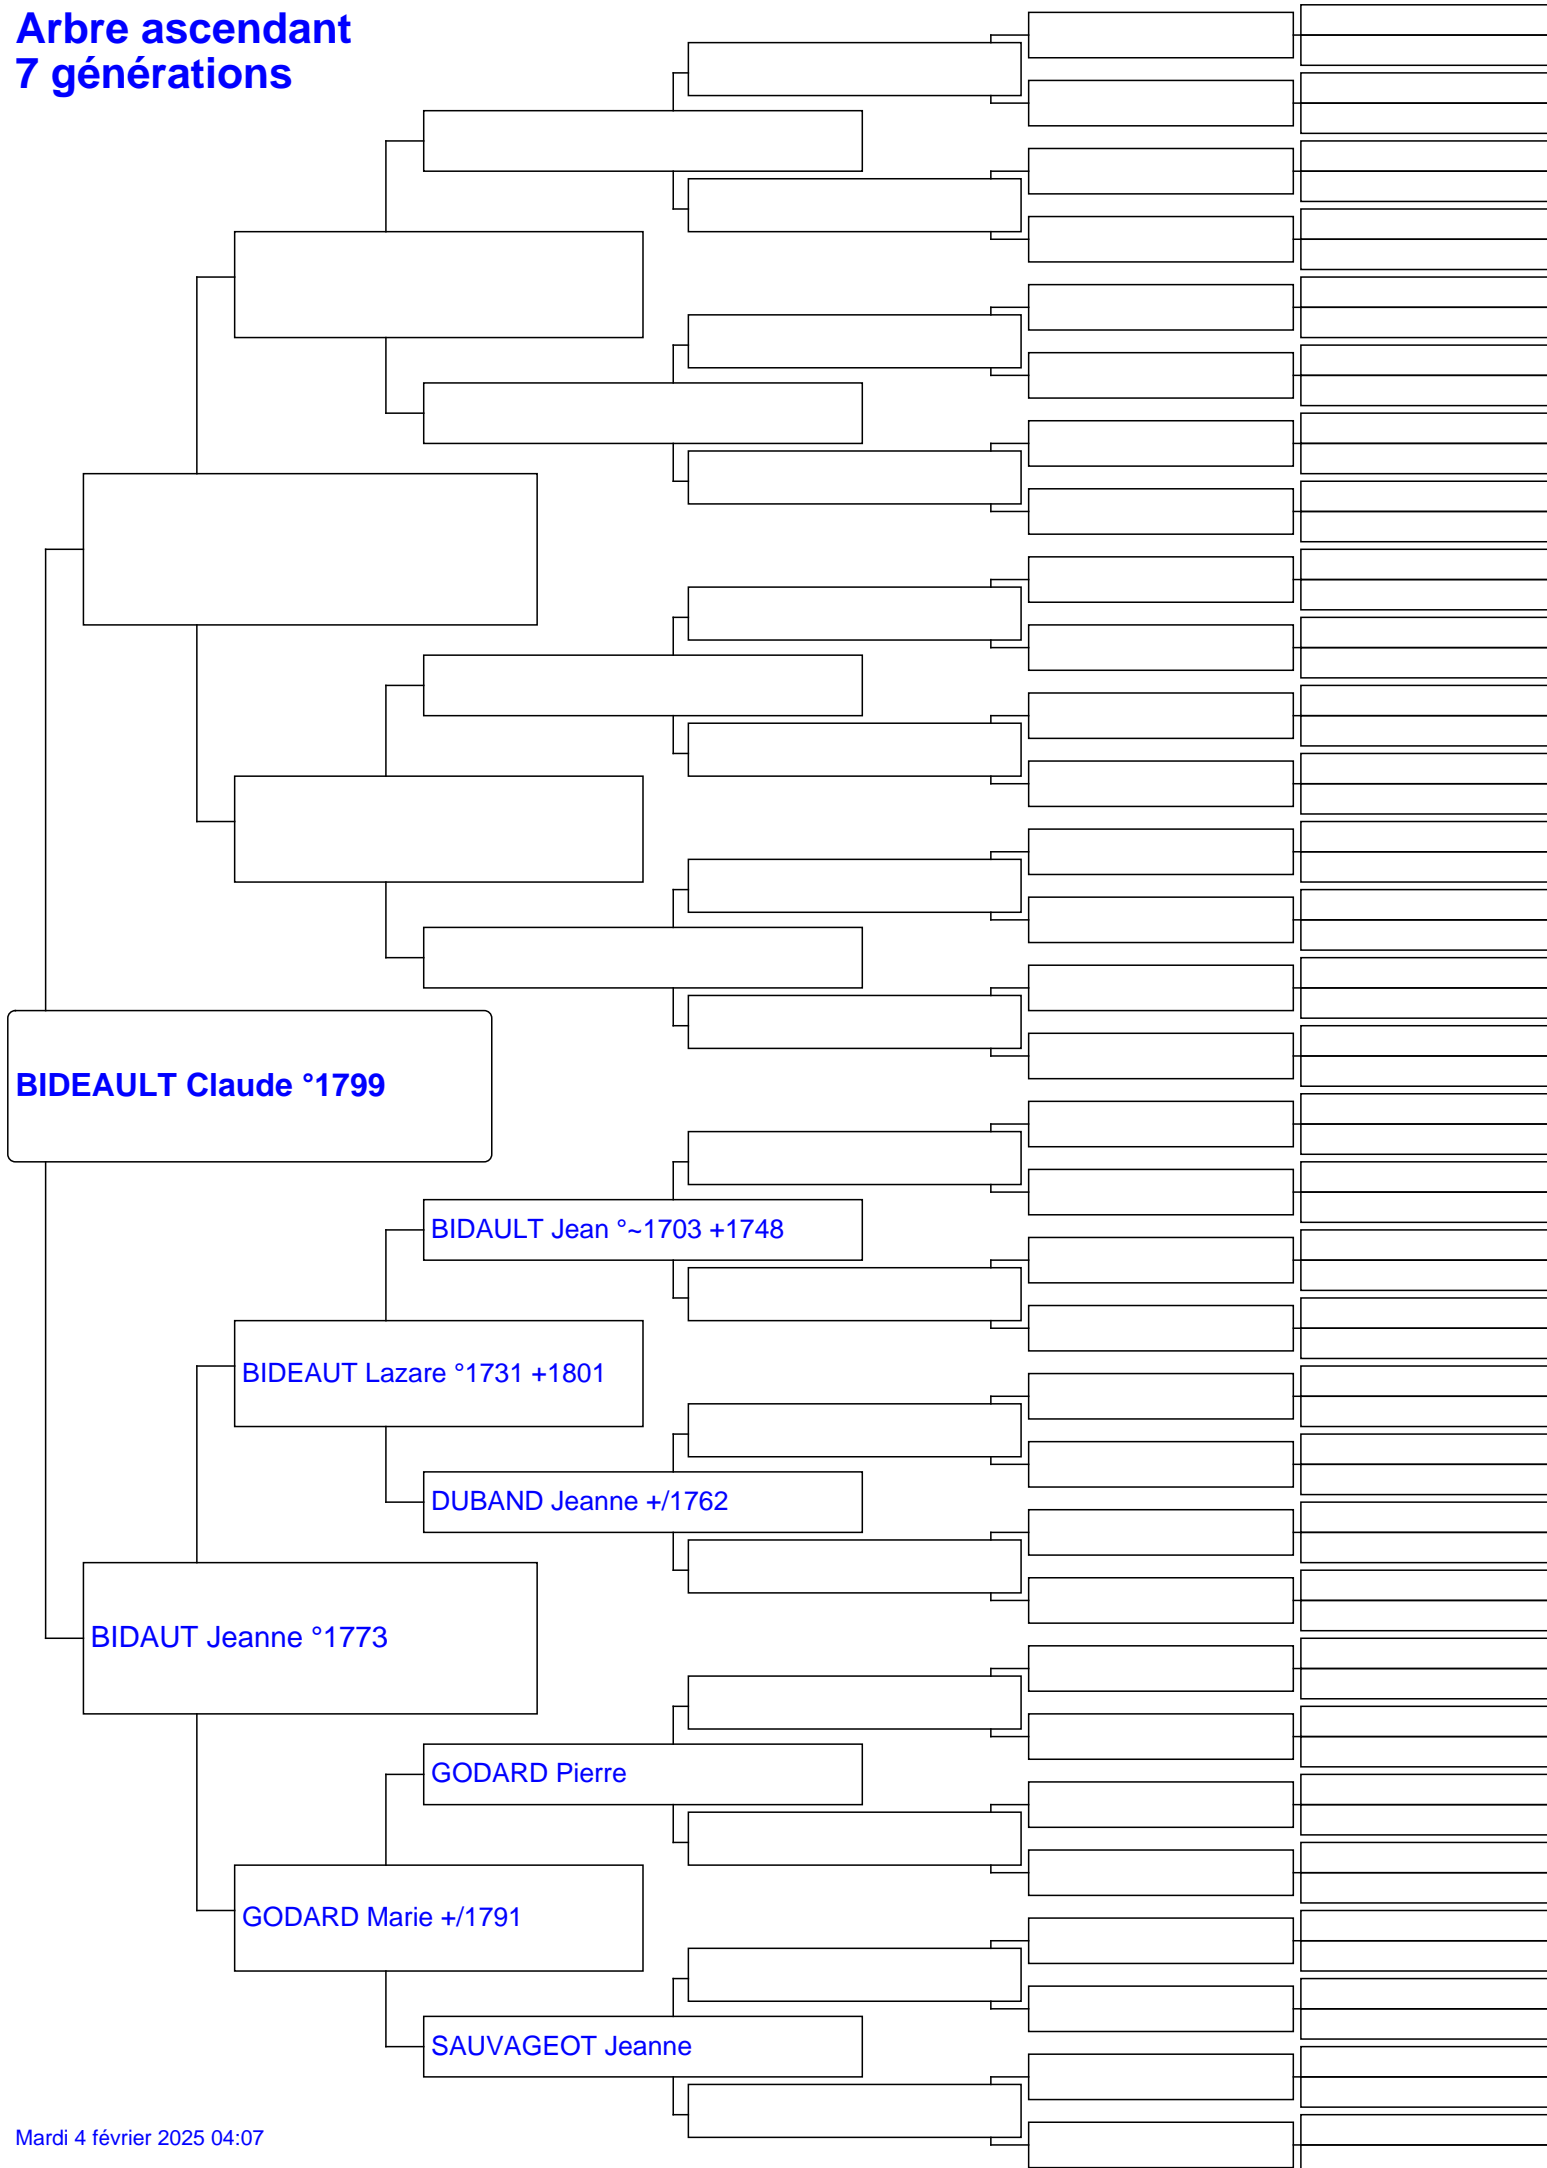 Arbre ascendant
7 générations
BIDEAULT Claude °1799
BIDAULT Jean °~1703 +1748
BIDEAUT Lazare °1731 +1801
DUBAND Jeanne +/1762
BIDAUT Jeanne °1773
GODARD Pierre
GODARD Marie +/1791
SAUVAGEOT Jeanne
Mardi 4 février 2025 04:07